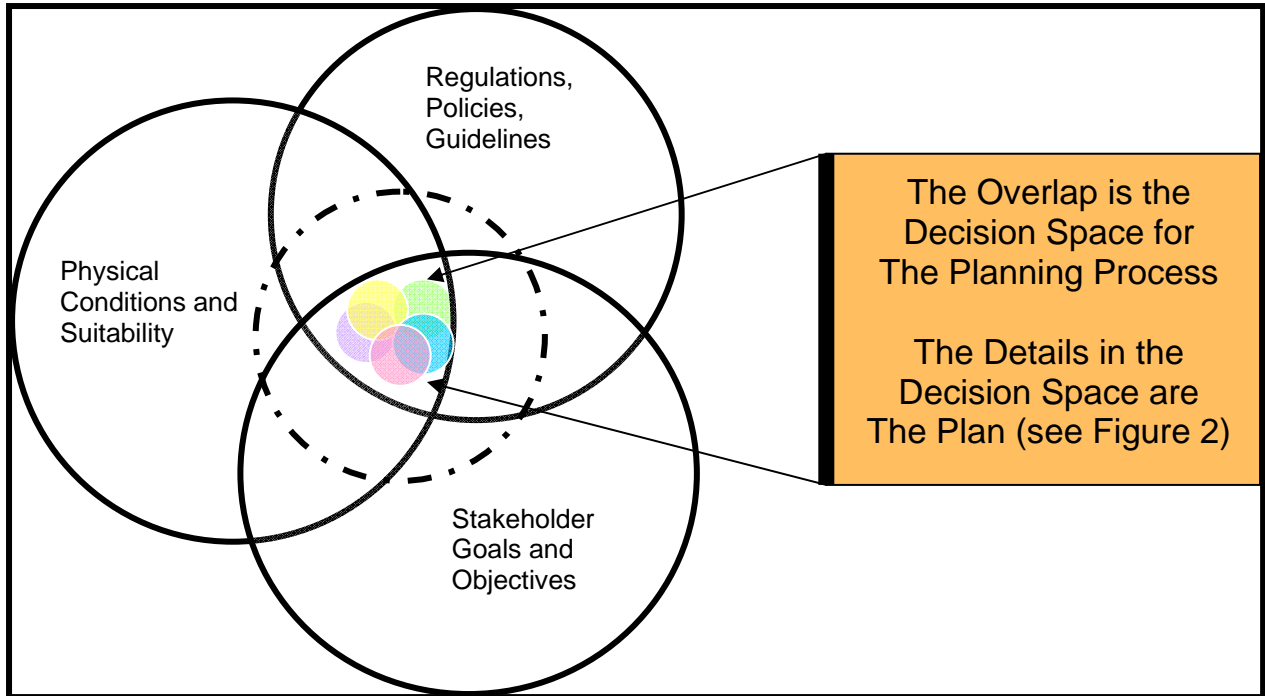 Regulations,
Policies,
Guidelines
Physical
Conditions and
Suitability
Stakeholder
Goals and
Objectives
The Overlap is the
Decision Space for
The Planning Process
The Details in the
Decision Space are
The Plan (see Figure 2)